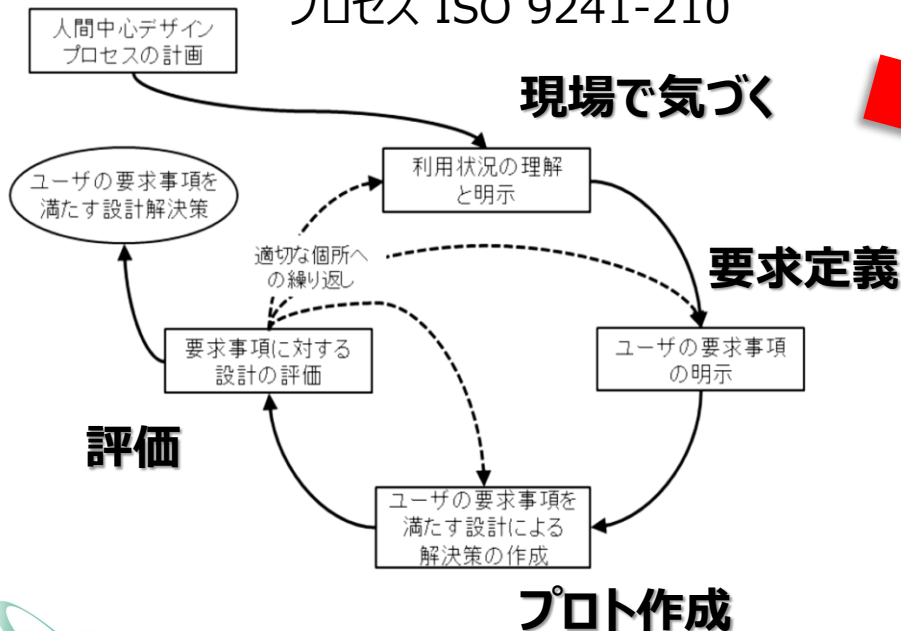 プロセス ISO 9241-210
人間中心デザイン
プロセスの計画
現場で気づく
利用状況の理解
と明示
ユーザの要求事項を
満たす設計解決策
適切な個所へ
の繰り返し
要求定義
要求事項に対する
設計の評価
ユーザの要求事項
の明示
評価
ユーザの要求事項を
満たす設計による
解決策の作成
プロト作成